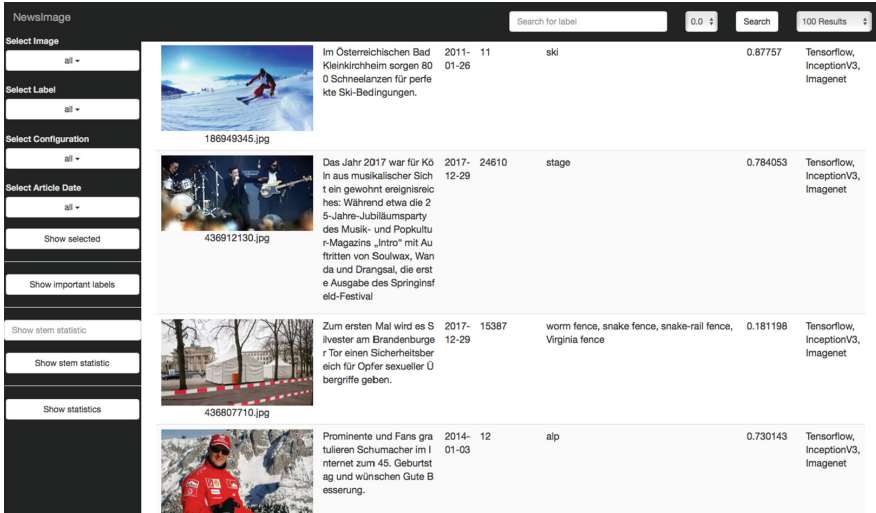 NewsImage
Search for label
0.0
Search
100 Results
Select Image
all
Select Label
all
Select Configuration
all
Select Article Date
all
Show selected
Show important labels
Show stem statistic
Show stem statistic
Show statistics
186949345.jpg
Im Österreichischen Bad
Kleinkirchheim sorgen 80
0 Schneelanzen für perfe
kte Ski-Bedingungen.
2011-
01-26
11
ski
0.87757
Tensorflow,
InceptionV3,
Imagenet
436912130.jpg
Das Jahr 2017 war für Kö
ln aus musikalischer Sich
t ein gewohnt ereignisreic
hes: Während etwa die 2
5-Jahre-Jubiläumsparty
des Musik- und Popkultu
r-Magazins „Intro“ mit Au
ftritten von Soulwax, Wan
da und Drangsal, die erst
e Ausgabe des Springinsf
eld-Festival
2017-
12-29
24610
stage
0.784053
Tensorflow,
InceptionV3,
Imagenet
436807710.jpg
Zum ersten Mal wird es S
ilvester am Brandenburge
r Tor einen Sicherheitsber
eich für Opfer sexueller Ü
bergriffe geben.
2017-
12-29
15387
worm fence, snake fence, snake-rail fence,
Virginia fence
0.181198
Tensorflow,
InceptionV3,
Imagenet
Prominente und Fans gra
tulieren Schumacher im I
nternet zum 45. Geburtst
ag und wünschen Gute B
esserung.
2014-
01-03
12
alp
0.730143
Tensorflow,
InceptionV3,
Imagenet